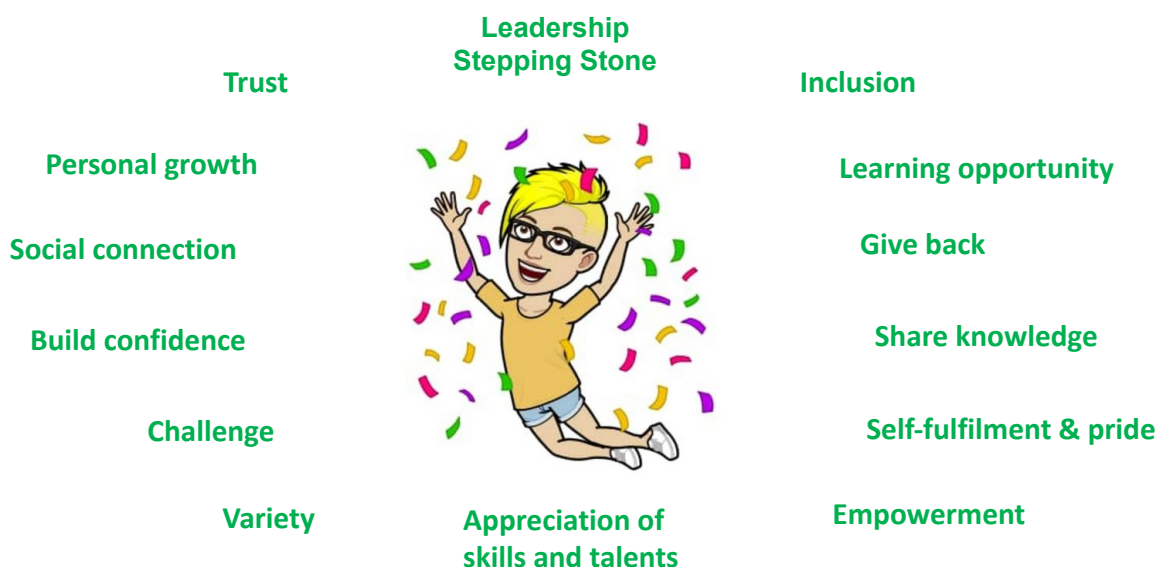 Leadership
Stepping Stone
Trust
Inclusion
Personal growth
Learning opportunity
Social connection
Give back
Build confidence
Share knowledge
Challenge
Self-fulfilment & pride
Variety
Appreciation of
skills and talents
Empowerment